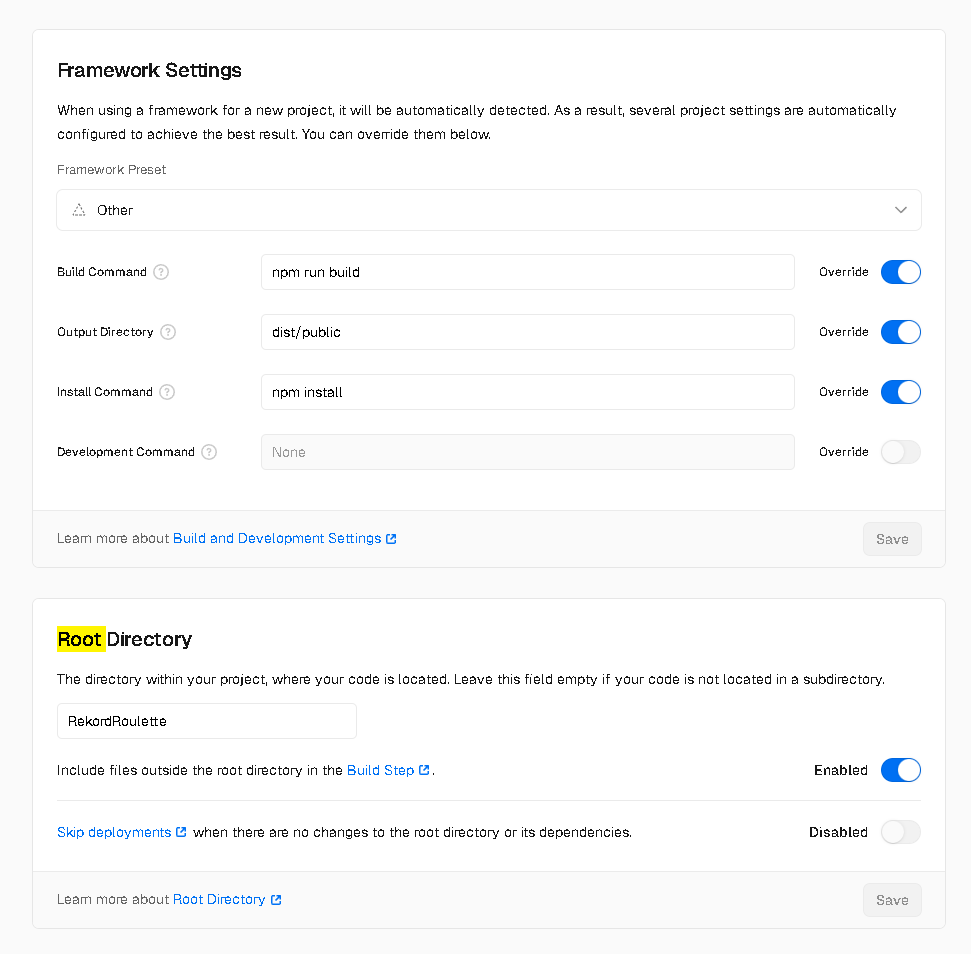 Framework Settings
When using a framework for a new project, it will be automatically detected. As a result, several project settings are automatically
configured to achieve the best result. You can override them below.
Framework Preset
Other
Build Command ? npm run build Override
Output Directory ? dist/public Override
Install Command ? npm install Override
Development Command ? None Override
Learn more about Build and Development Settings Save
Root Directory
The directory within your project, where your code is located. Leave this field empty if your code is not located in a subdirectory.
RekordRoulette
Include files outside the root directory in the Build Step . Enabled
Skip deployments when there are no changes to the root directory or its dependencies. Disabled
Learn more about Root Directory Save